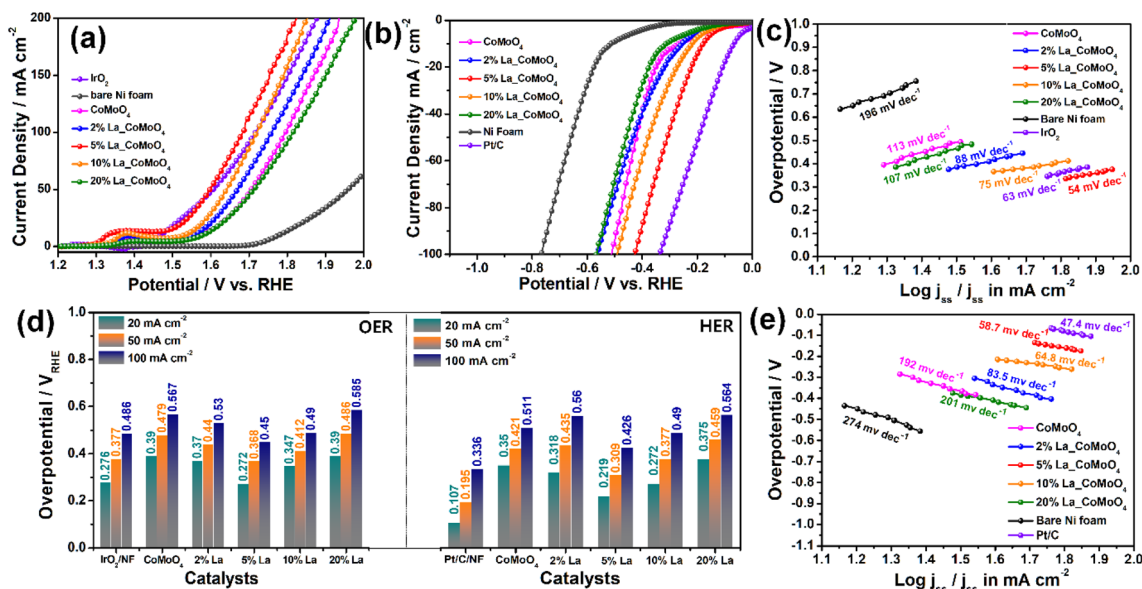 (a)
200
150
100
50
0
1.2 1.3 1.4 1.5 1.6 1.7 1.8 1.9 2.0
Current Density / mA cm⁻²
Potential / V vs. RHE
IrO₂
bare Ni foam
CoMoO₄
2% La_CoMoO₄
5% La_CoMoO₄
10% La_CoMoO₄
20% La_CoMoO₄
(b)
0
-20
-40
-60
-80
-100
-1.0 -0.8 -0.6 -0.4 -0.2 0.0
Current Density mA / cm⁻²
Potential / V vs. RHE
CoMoO₄
2% La_CoMoO₄
5% La_CoMoO₄
10% La_CoMoO₄
20% La_CoMoO₄
Ni Foam
Pt/C
(c)
1.0
0.9
0.8
0.7
0.6
0.5
0.4
0.3
0.2
0.1
0.0
1.1 1.2 1.3 1.4 1.5 1.6 1.7 1.8 1.9 2.0
Overpotential / V
Log jₛₛ / jₛₛ in mA cm⁻²
CoMoO₄
2% La_CoMoO₄
5% La_CoMoO₄
10% La_CoMoO₄
20% La_CoMoO₄
Bare Ni foam
IrO₂
196 mV dec⁻¹
113 mV dec⁻¹
107 mV dec⁻¹
88 mV dec⁻¹
75 mV dec⁻¹
63 mV dec⁻¹
54 mV dec⁻¹
(d)
1.0
0.8
0.6
0.4
0.2
0.0
Overpotential / V_RHE
20 mA cm⁻²
50 mA cm⁻²
100 mA cm⁻²
OER
0.276 0.377 0.486
0.39 0.479 0.567
0.37 0.44 0.53
0.272 0.368 0.45
0.347 0.412 0.49
0.39 0.486 0.585
IrO₂/NF CoMoO₄ 2% La 5% La 10% La 20% La
Catalysts
20 mA cm⁻²
50 mA cm⁻²
100 mA cm⁻²
HER
0.107 0.195 0.336
0.35 0.421 0.511
0.318 0.435 0.56
0.219 0.309 0.426
0.272 0.377 0.49
0.375 0.459 0.564
Pt/C/NF CoMoO₄ 2% La 5% La 10% La 20% La
Catalysts
(e)
0.0
-0.1
-0.2
-0.3
-0.4
-0.5
-0.6
-0.7
-0.8
-0.9
-1.0
-1.1
1.1 1.2 1.3 1.4 1.5 1.6 1.7 1.8 1.9 2.0
Overpotential / V
Log jₛₛ / jₛₛ in mA cm⁻²
47.4 mv dec⁻¹
58.7 mv dec⁻¹
64.8 mv dec⁻¹
192 mv dec⁻¹
83.5 mv dec⁻¹
201 mv dec⁻¹
274 mv dec⁻¹
CoMoO₄
2% La_CoMoO₄
5% La_CoMoO₄
10% La_CoMoO₄
20% La_CoMoO₄
Bare Ni foam
Pt/C